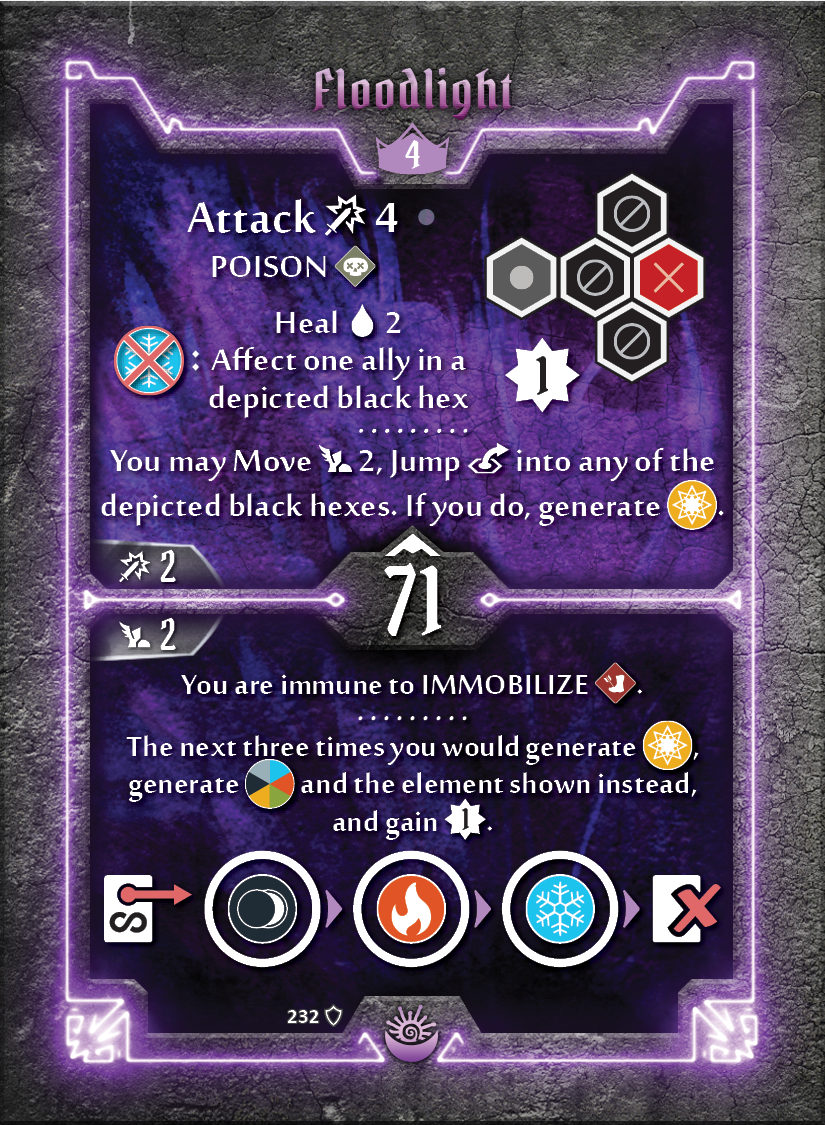 Floodlight
4
Attack 4
POISON
Heal 2
: Affect one ally in a
depicted black hex
1
You may Move 2, Jump into any of the
depicted black hexes. If you do, generate .
2
71
2
You are immune to IMMOBILIZE .
The next three times you would generate ,
generate and the element shown instead,
and gain 1.
232